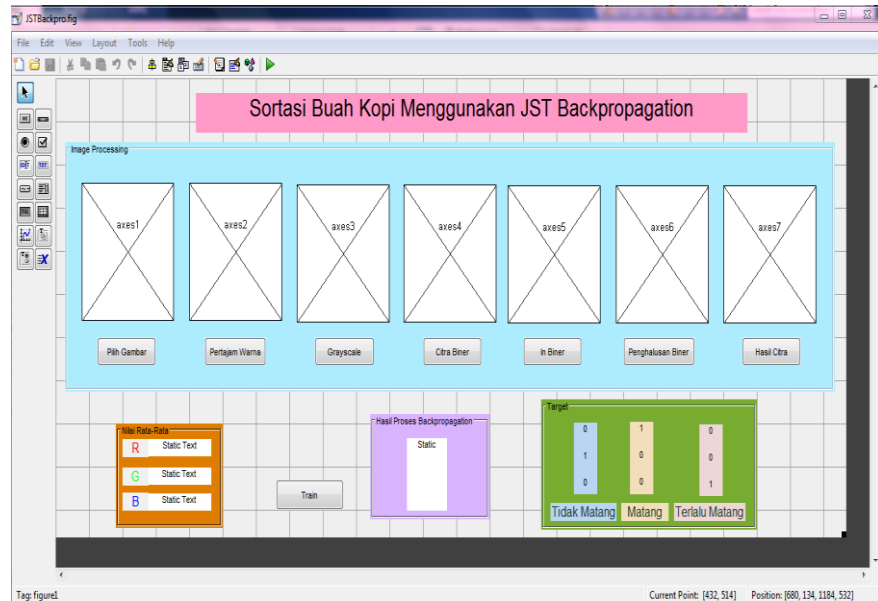 JSTBackpro.fig
File Edit View Layout Tools Help
Sortasi Buah Kopi Menggunakan JST Backpropagation
Image Processing
axes1 axes2 axes3 axes4 axes5 axes6 axes7
Pilih Gambar Pertajam Warna Grayscale Citra Biner In Biner Penghalusan Biner Hasil Citra
Nilai Rata-Rata
R Static Text
G Static Text
B Static Text
Train
Hasil Proses Backpropagation
Static
Target
0 1 0
1 0 0
0 0 1
Tidak Matang Matang Terlalu Matang
Tag: figure1 Current Point: [432, 514] Position: [680, 134, 1184, 532]